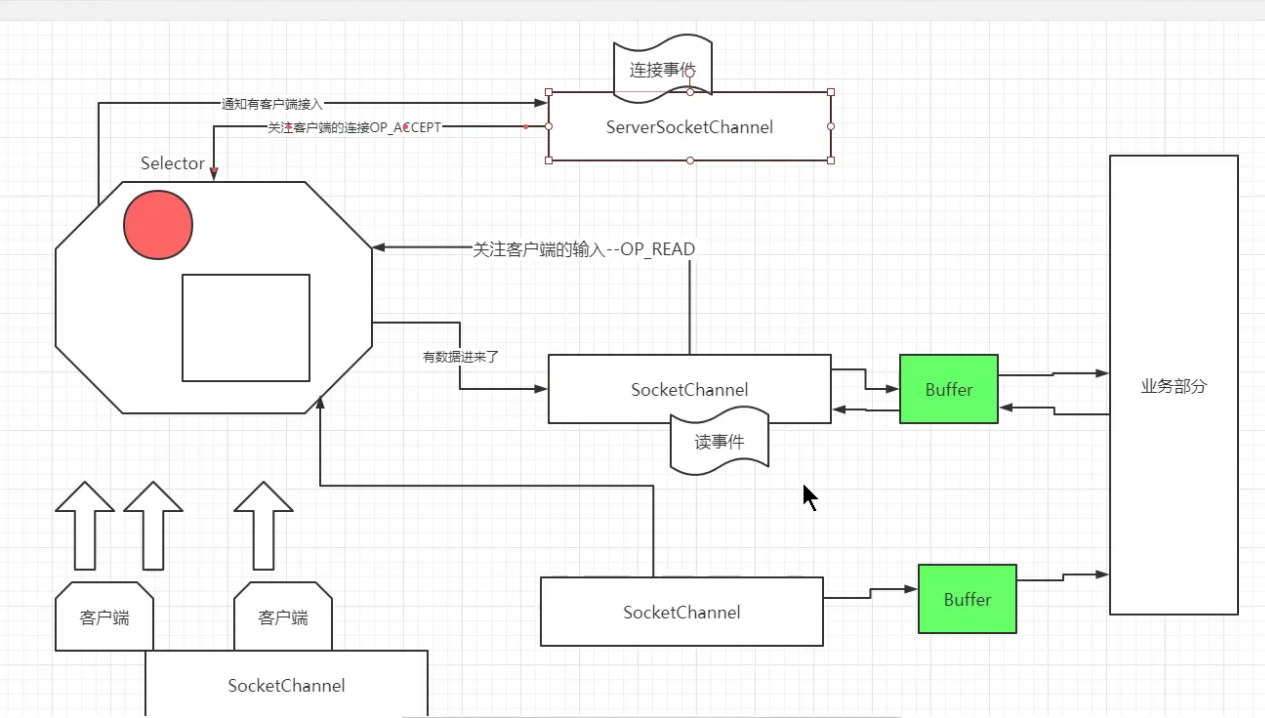 连接事件
通知有客户端接入
关注客户端的连接OP_ACCEPT
ServerSocketChannel
Selector
关注客户端的输入--OP_READ
有数据进来了
SocketChannel
Buffer
业务部分
读事件
客户端
客户端
SocketChannel
Buffer
SocketChannel